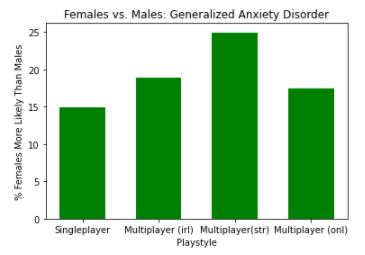 Females vs. Males: Generalized Anxiety Disorder
% Females More Likely Than Males
25
20
15
10
5
0
Singleplayer Multiplayer (irl) Multiplayer(str) Multiplayer (onl)
Playstyle